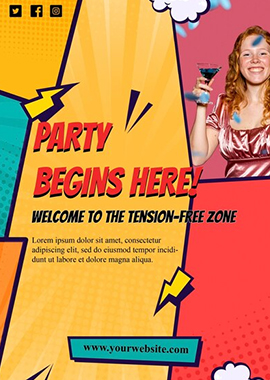 PARTY
BEGINS HERE!
WELCOME TO THE TENSION-FREE ZONE
Lorem ipsum dolor sit amet, consectetur
adipiscing elit, sed do eiusmod tempor incidi-
dunt ut labore et dolore magna aliqua.
www.yourwebsite.com